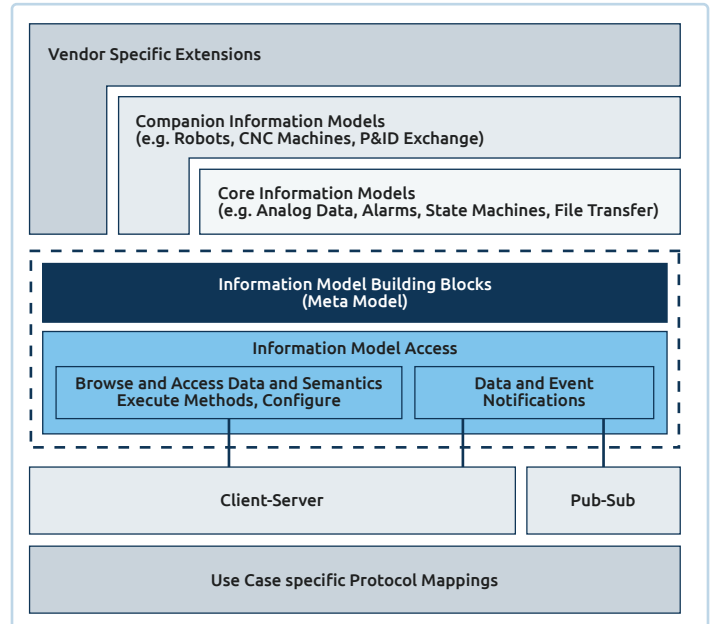 Vendor Specific Extensions
Companion Information Models
(e.g. Robots, CNC Machines, P&ID Exchange)
Core Information Models
(e.g. Analog Data, Alarms, State Machines, File Transfer)
Information Model Building Blocks
(Meta Model)
Information Model Access
Browse and Access Data and Semantics
Execute Methods, Configure
Data and Event
Notifications
Client-Server
Pub-Sub
Use Case specific Protocol Mappings